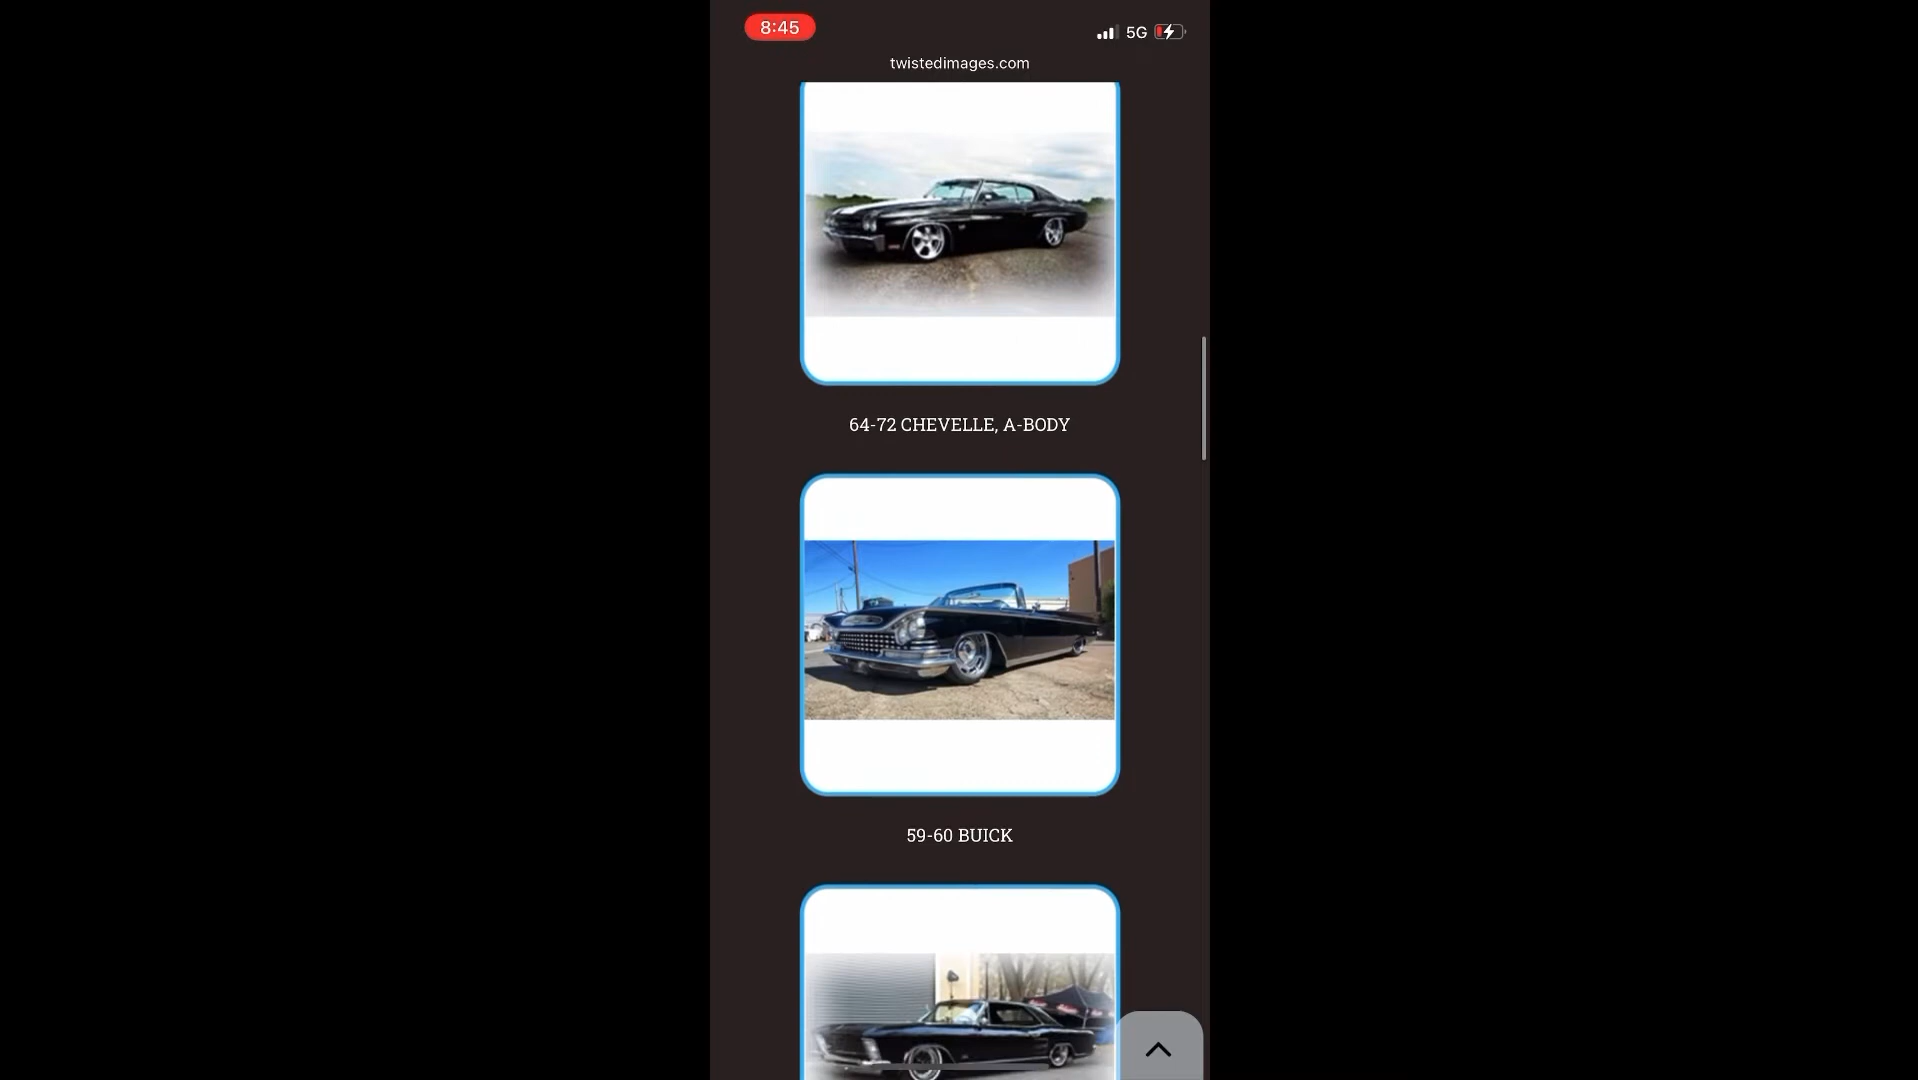 8:45
5G
twistedimages.com
64-72 CHEVELLE, A-BODY
59-60 BUICK